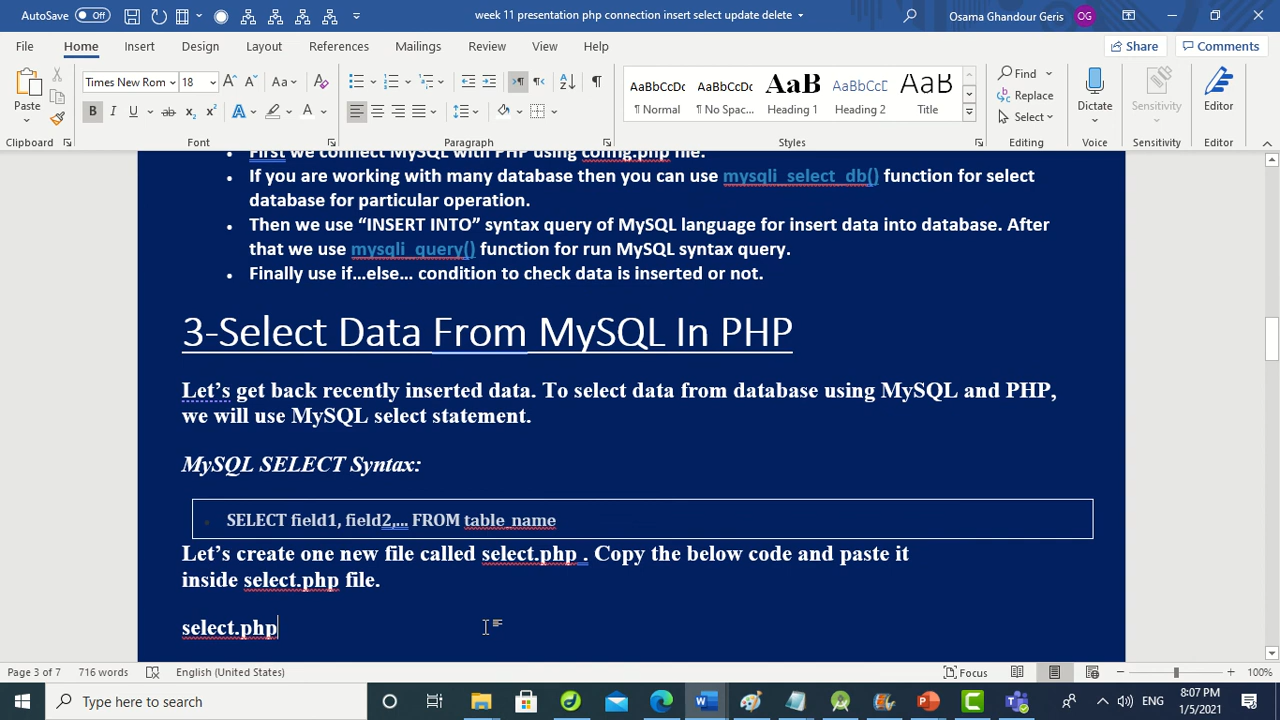 AutoSave Off
week 11 presentation php connection insert select update delete
Osama Ghandour Geris
OG
File Home Insert Design Layout References Mailings Review View Help
Share Comments
Paste
Times New Rom 18
Aa
Clipboard Font Paragraph Styles Editing Voice Sensitivity Editor
AaBbCcDc AaBbCcDc AaB AaBbCcD AaB
¶ Normal ¶ No Spac... Heading 1 Heading 2 Title
Find
Replace
Select
Dictate
Sensitivity
Editor
First we connect MySQL with PHP using config.php file.
If you are working with many database then you can use mysqli_select_db() function for select
database for particular operation.
Then we use “INSERT INTO” syntax query of MySQL language for insert data into database. After
that we use mysqli_query() function for run MySQL syntax query.
Finally use if…else… condition to check data is inserted or not.
3-Select Data From MySQL In PHP
Let’s get back recently inserted data. To select data from database using MySQL and PHP,
we will use MySQL select statement.
MySQL SELECT Syntax:
SELECT field1, field2,... FROM table_name
Let’s create one new file called select.php . Copy the below code and paste it
inside select.php file.
select.php
Page 3 of 7 716 words English (United States) Focus 100%
Type here to search
ENG
8:07 PM
1/5/2021